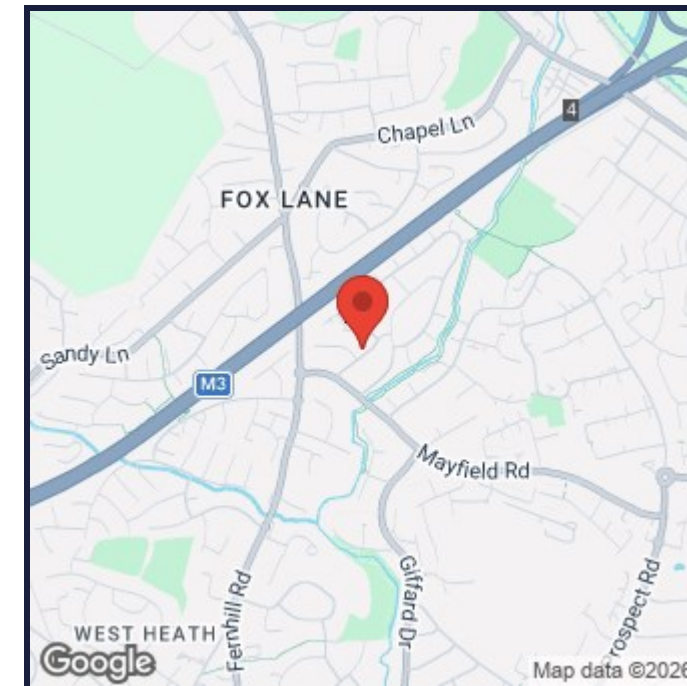 4
Chapel Ln
FOX LANE
Sandy Ln
M3
Mayfield Rd
Giffard Dr
Fernhill Rd
rospect Rd
WEST HEATH
Google
Map data ©2026